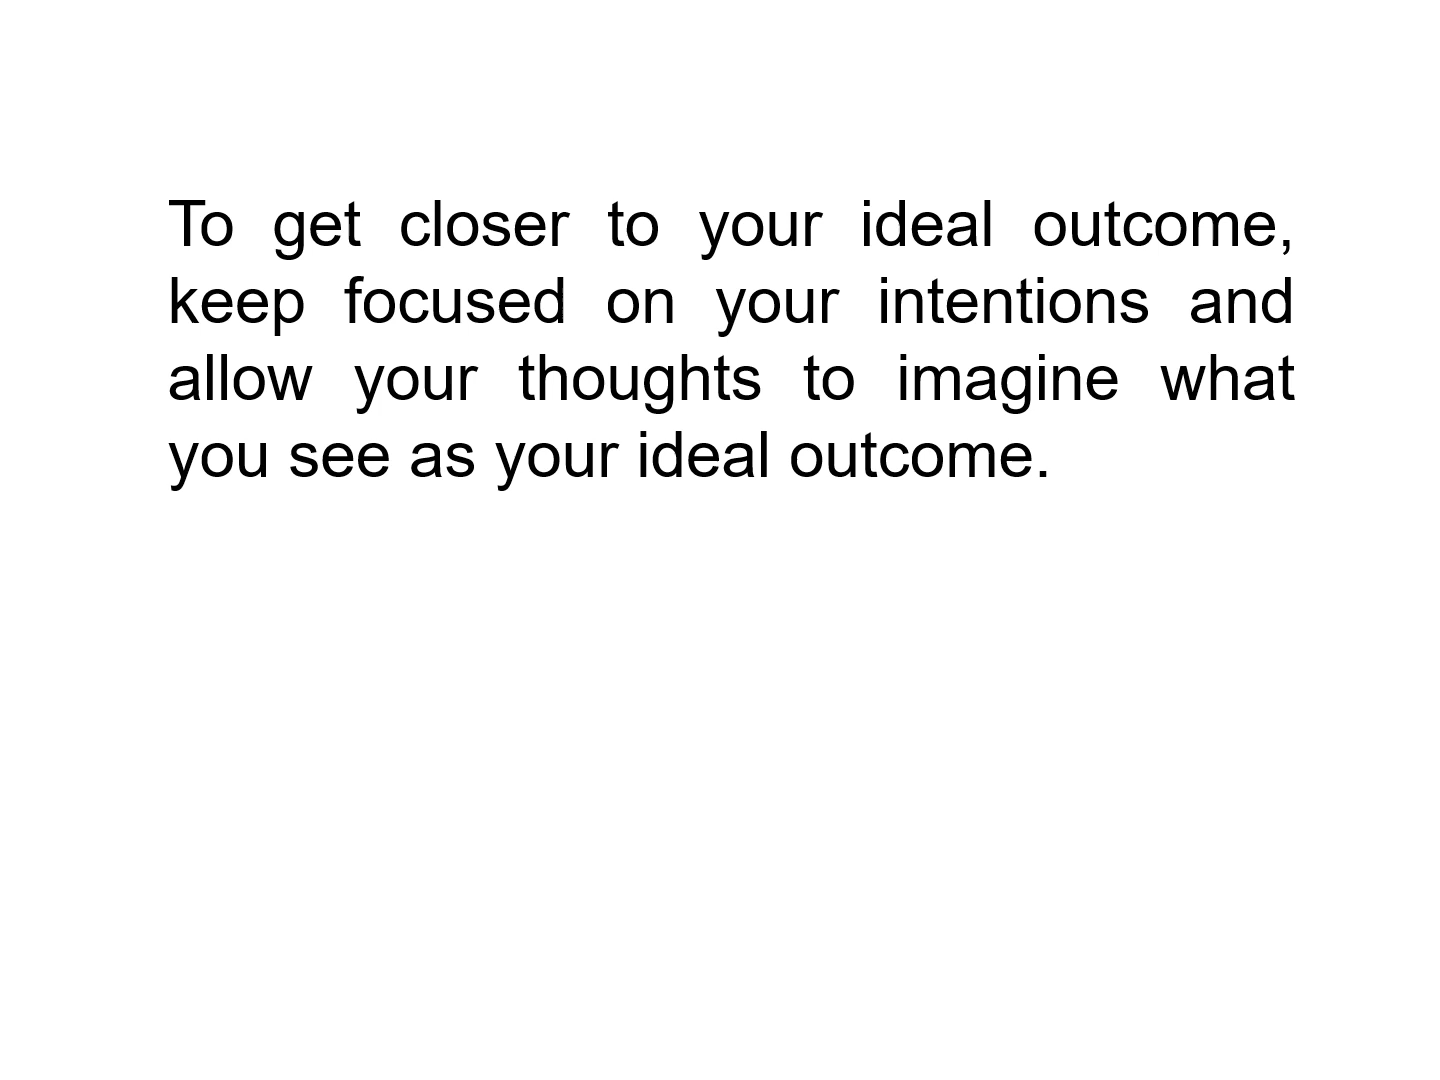 To get closer to your ideal outcome,
keep focused on your intentions and
allow your thoughts to imagine what
you see as your ideal outcome.